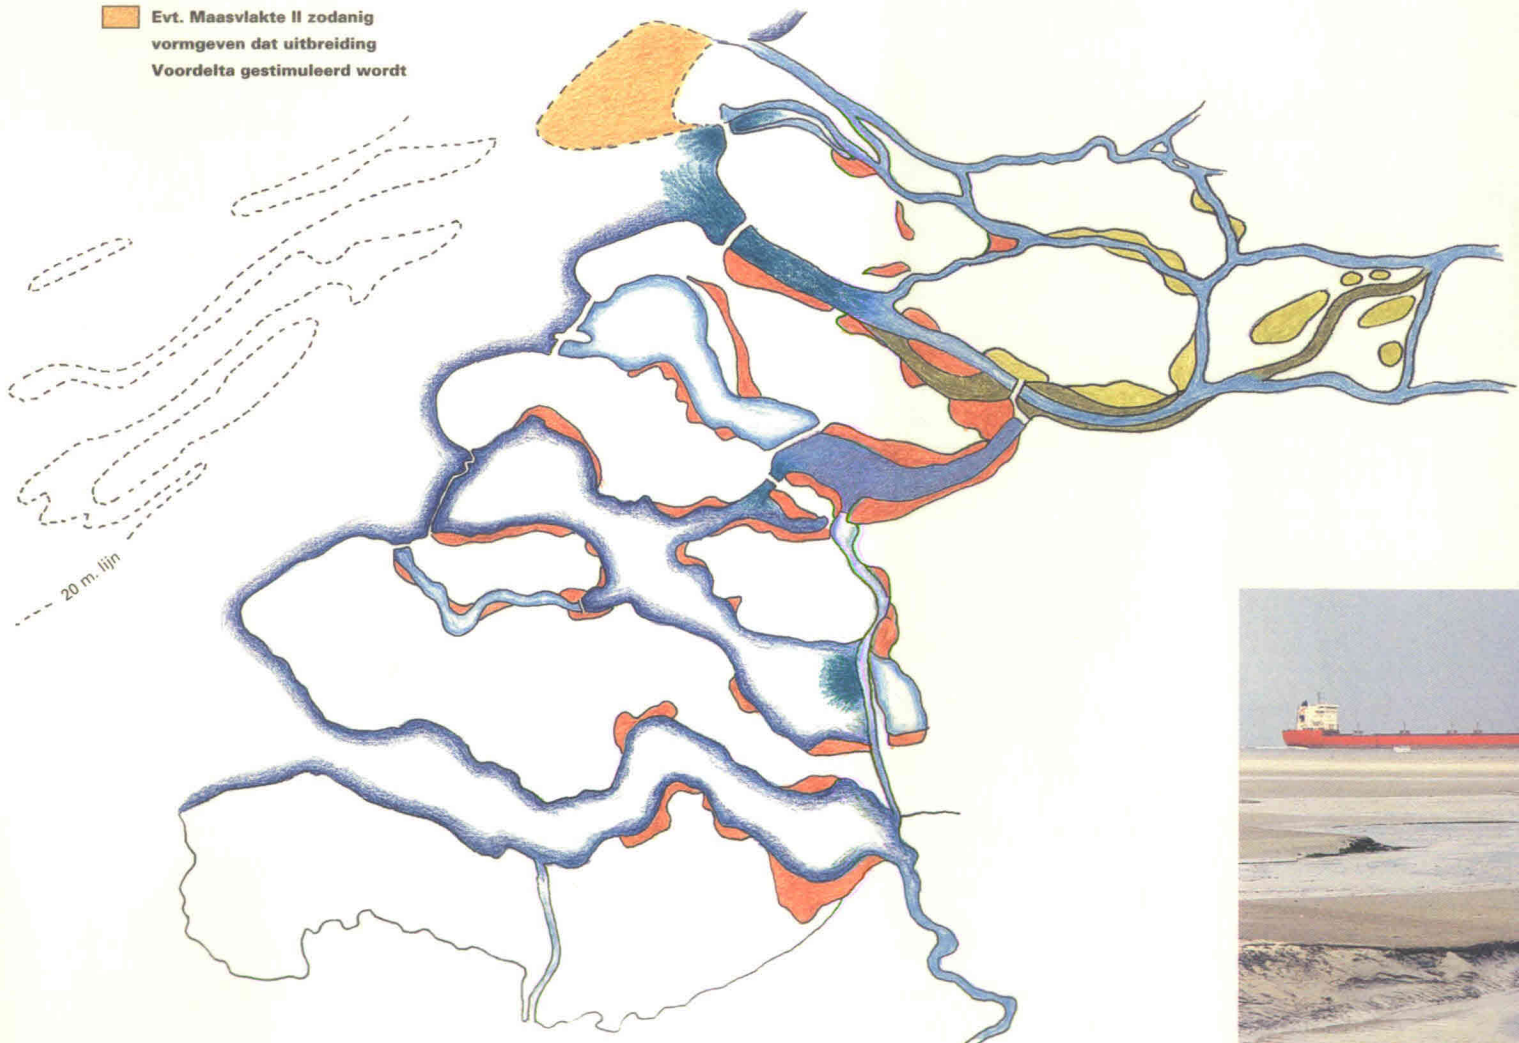 Evt. Maasvlakte II zodanig
vormgeven dat uitbreiding
Voordelta gestimuleerd wordt
20 m. lijn